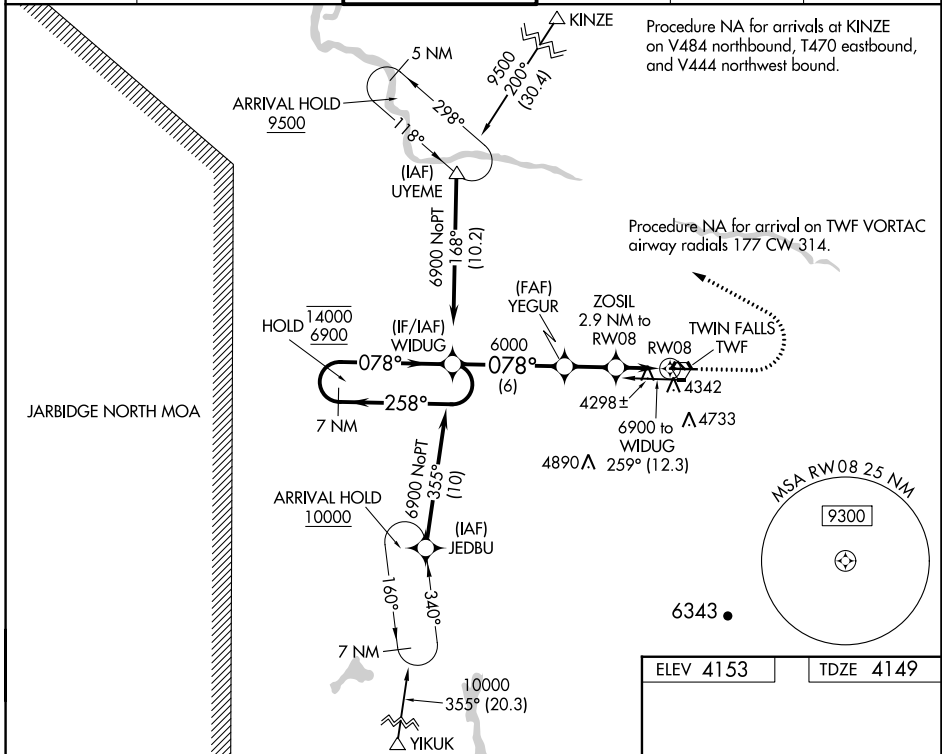 KINZE
Procedure NA for arrivals at KINZE
on V484 northbound, T470 eastbound,
and V444 northwest bound.
5 NM
9500
200°
(30.4)
ARRIVAL HOLD
9500
298°
118°
(IAF)
UYEME
6900 NoPT
168°
(10.2)
Procedure NA for arrival on TWF VORTAC
airway radials 177 CW 314.
(FAF)
YEGUR
ZOSIL
2.9 NM to
RW08
TWIN FALLS
TWF
RW08
HOLD
14000
6900
(IF/IAF)
WIDUG
6000
078°
078°
(6)
258°
7 NM
4298±
4342
4733
6900 to
WIDUG
259° (12.3)
4890
JARBIDGE NORTH MOA
6900 NoPT
355°
(10)
ARRIVAL HOLD
10000
(IAF)
JEDBU
160°
340°
7 NM
MSA RW08 25 NM
9300
6343
10000
355° (20.3)
YIKUK
ELEV 4153
TDZE 4149